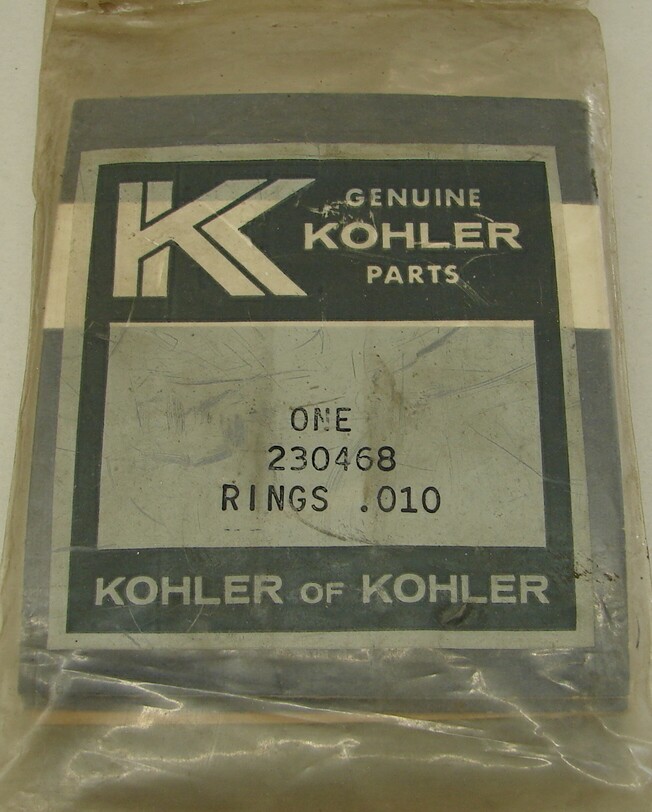 K
GENUINE
KOHLER
PARTS
ONE
230468
RINGS .010
KOHLER OF KOHLER